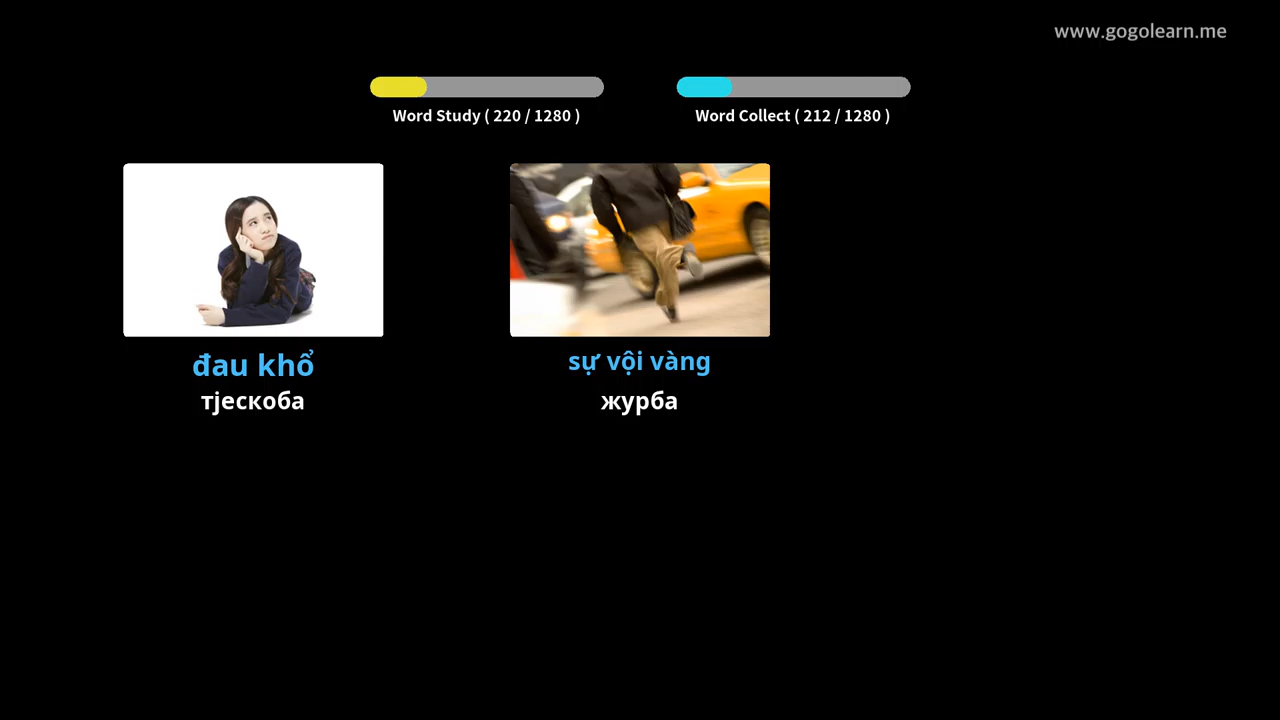 www.gogolearn.me
Word Study ( 220 / 1280 )
Word Collect ( 212 / 1280 )
đau khổ
тјескоба
sự vội vàng
журба